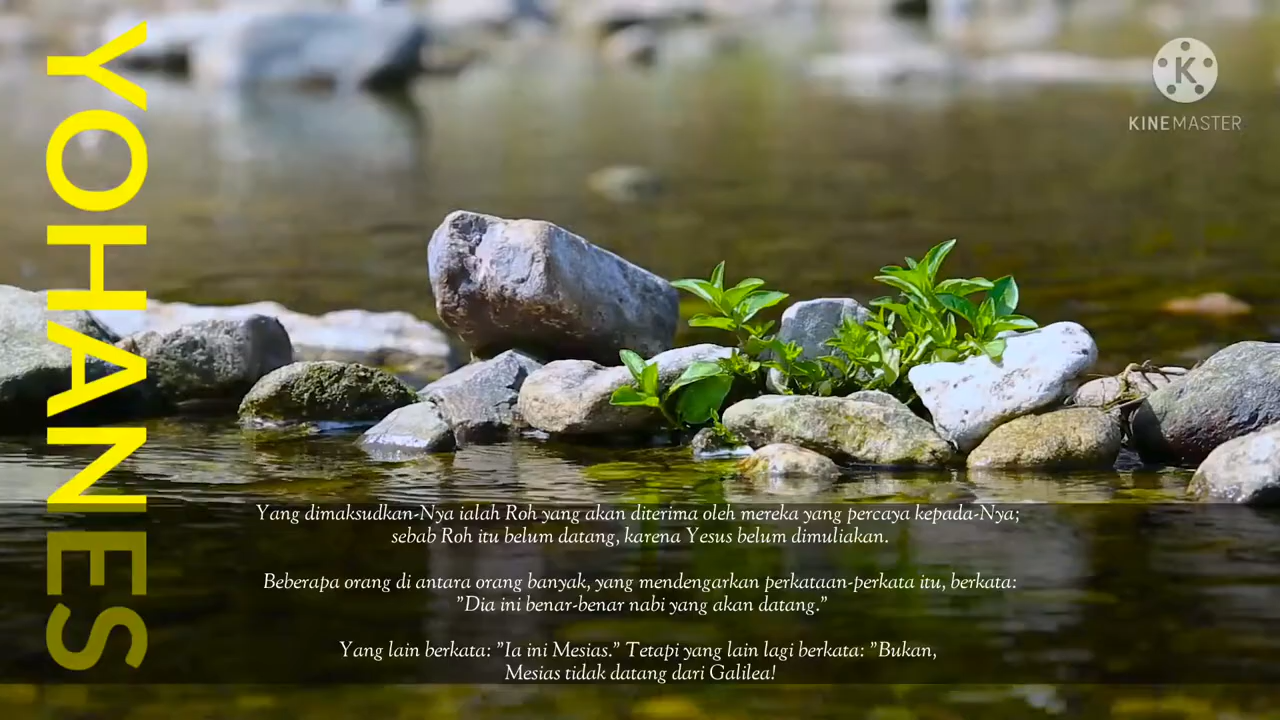 YOHANES
K
KINEMASTER
Yang dimaksudkan-Nya ialah Roh yang akan diterima oleh mereka yang percaya kepada-Nya;
sebab Roh itu belum datang, karena Yesus belum dimuliakan.
Beberapa orang di antara orang banyak, yang mendengarkan perkataan-perkata itu, berkata:
"Dia ini benar-benar nabi yang akan datang."
Yang lain berkata: "Ia ini Mesias." Tetapi yang lain lagi berkata: "Bukan,
Mesias tidak datang dari Galilea!